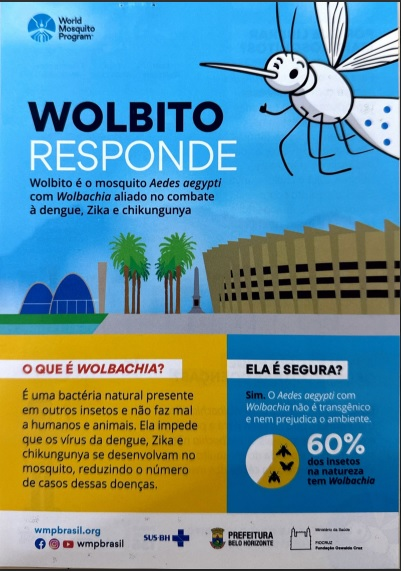 World
Mosquito
Program™
WOLBITO
RESPONDE
Wolbito é o mosquito Aedes aegypti
com Wolbachia aliado no combate
à dengue, Zika e chikungunya
O QUE É WOLBACHIA?
É uma bactéria natural presente
em outros insetos e não faz mal
a humanos e animais. Ela impede
que os vírus da dengue, Zika e
chikungunya se desenvolvam no
mosquito, reduzindo o número
de casos dessas doenças.
ELA É SEGURA?
Sim. O Aedes aegypti com
Wolbachia não é transgênico
e nem prejudica o ambiente.
60%
dos insetos
na natureza
tem Wolbachia
wmpbrasil.org
wmpbrasil
SUS-BH
PREFEITURA
BELO HORIZONTE
Ministério da Saúde
FIOCRUZ
Fundação Oswaldo Cruz